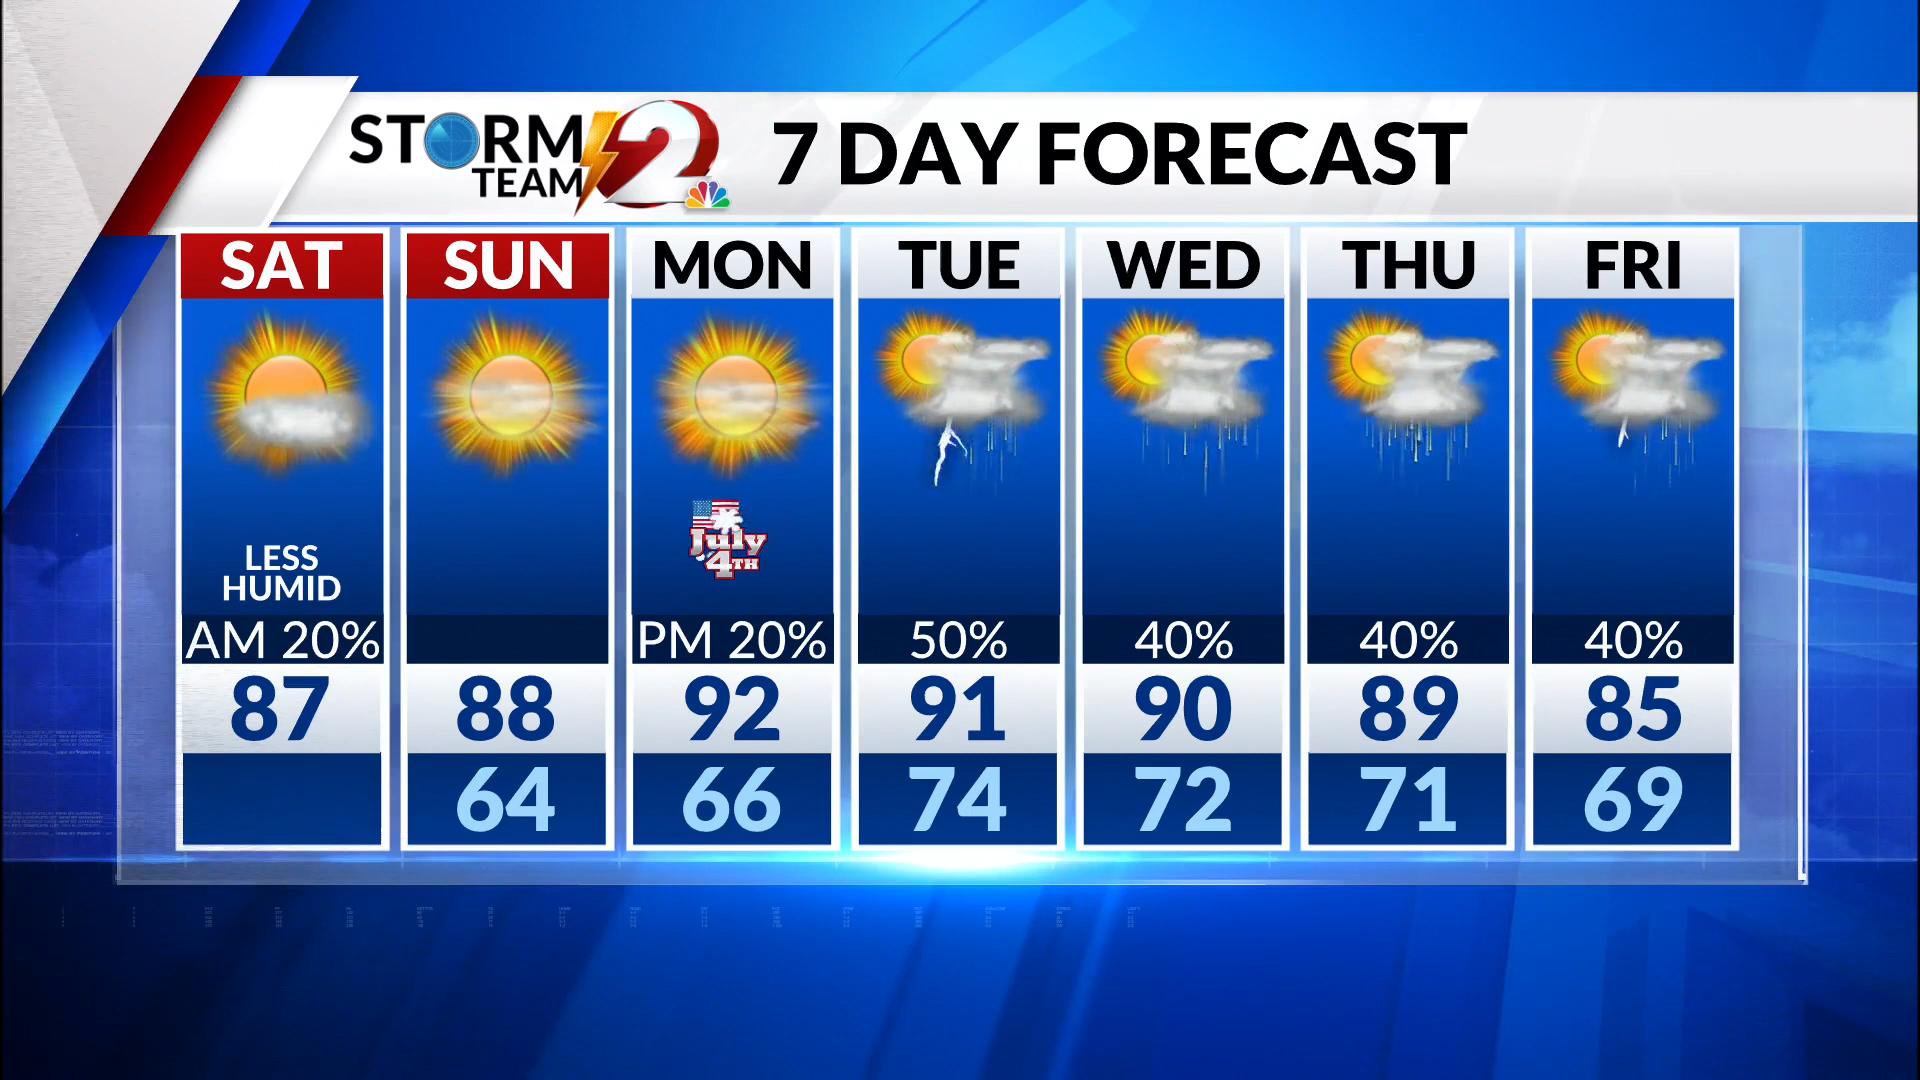 STORM
TEAM
2
7 DAY FORECAST
SAT
SUN
MON
TUE
WED
THU
FRI
July
4TH
LESS
HUMID
AM 20%
PM 20%
50%
40%
40%
40%
87
88
92
91
90
89
85
64
66
74
72
71
69